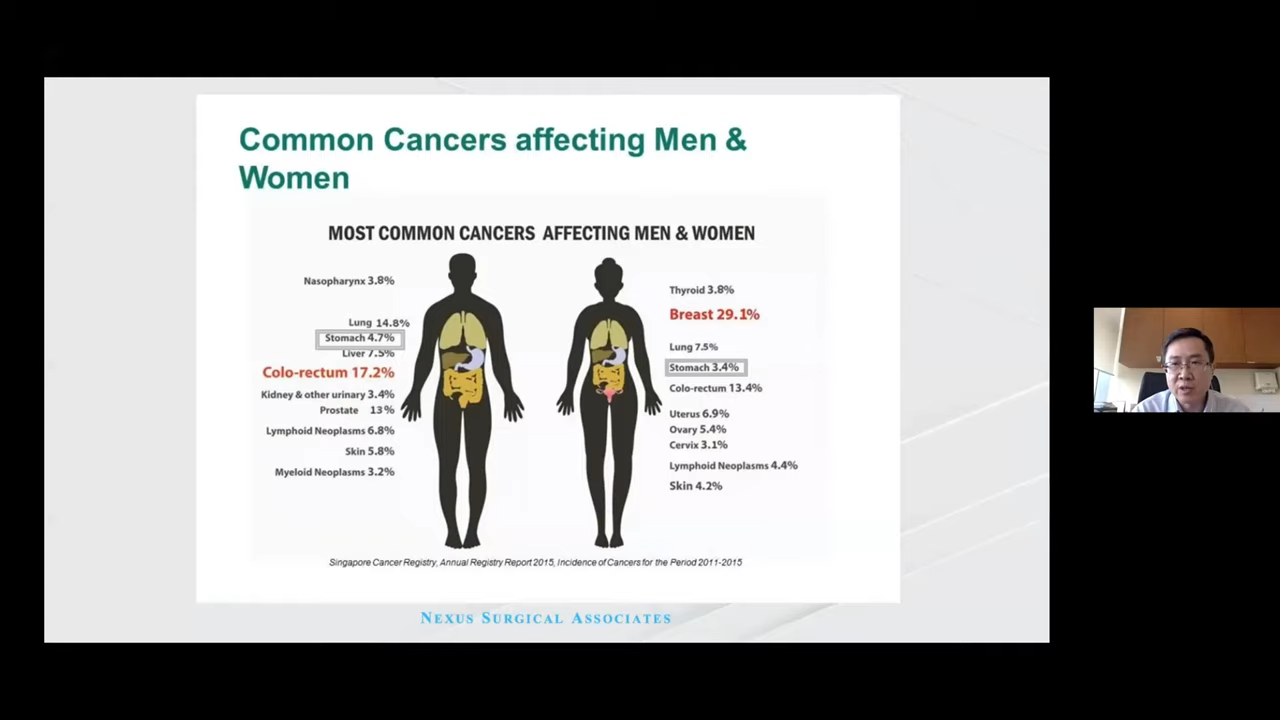 Common Cancers affecting Men &
Women
MOST COMMON CANCERS AFFECTING MEN & WOMEN
Nasopharynx 3.8%
Lung 14.8%
Stomach 4.7%
Liver 7.5%
Colo-rectum 17.2%
Kidney & other urinary 3.4%
Prostate 13%
Lymphoid Neoplasms 6.8%
Skin 5.8%
Myeloid Neoplasms 3.2%
Thyroid 3.8%
Breast 29.1%
Lung 7.5%
Stomach 3.4%
Colo-rectum 13.4%
Uterus 6.9%
Ovary 5.4%
Cervix 3.1%
Lymphoid Neoplasms 4.4%
Skin 4.2%
Singapore Cancer Registry, Annual Registry Report 2015, Incidence of Cancers for the Period 2011-2015
NEXUS SURGICAL ASSOCIATES